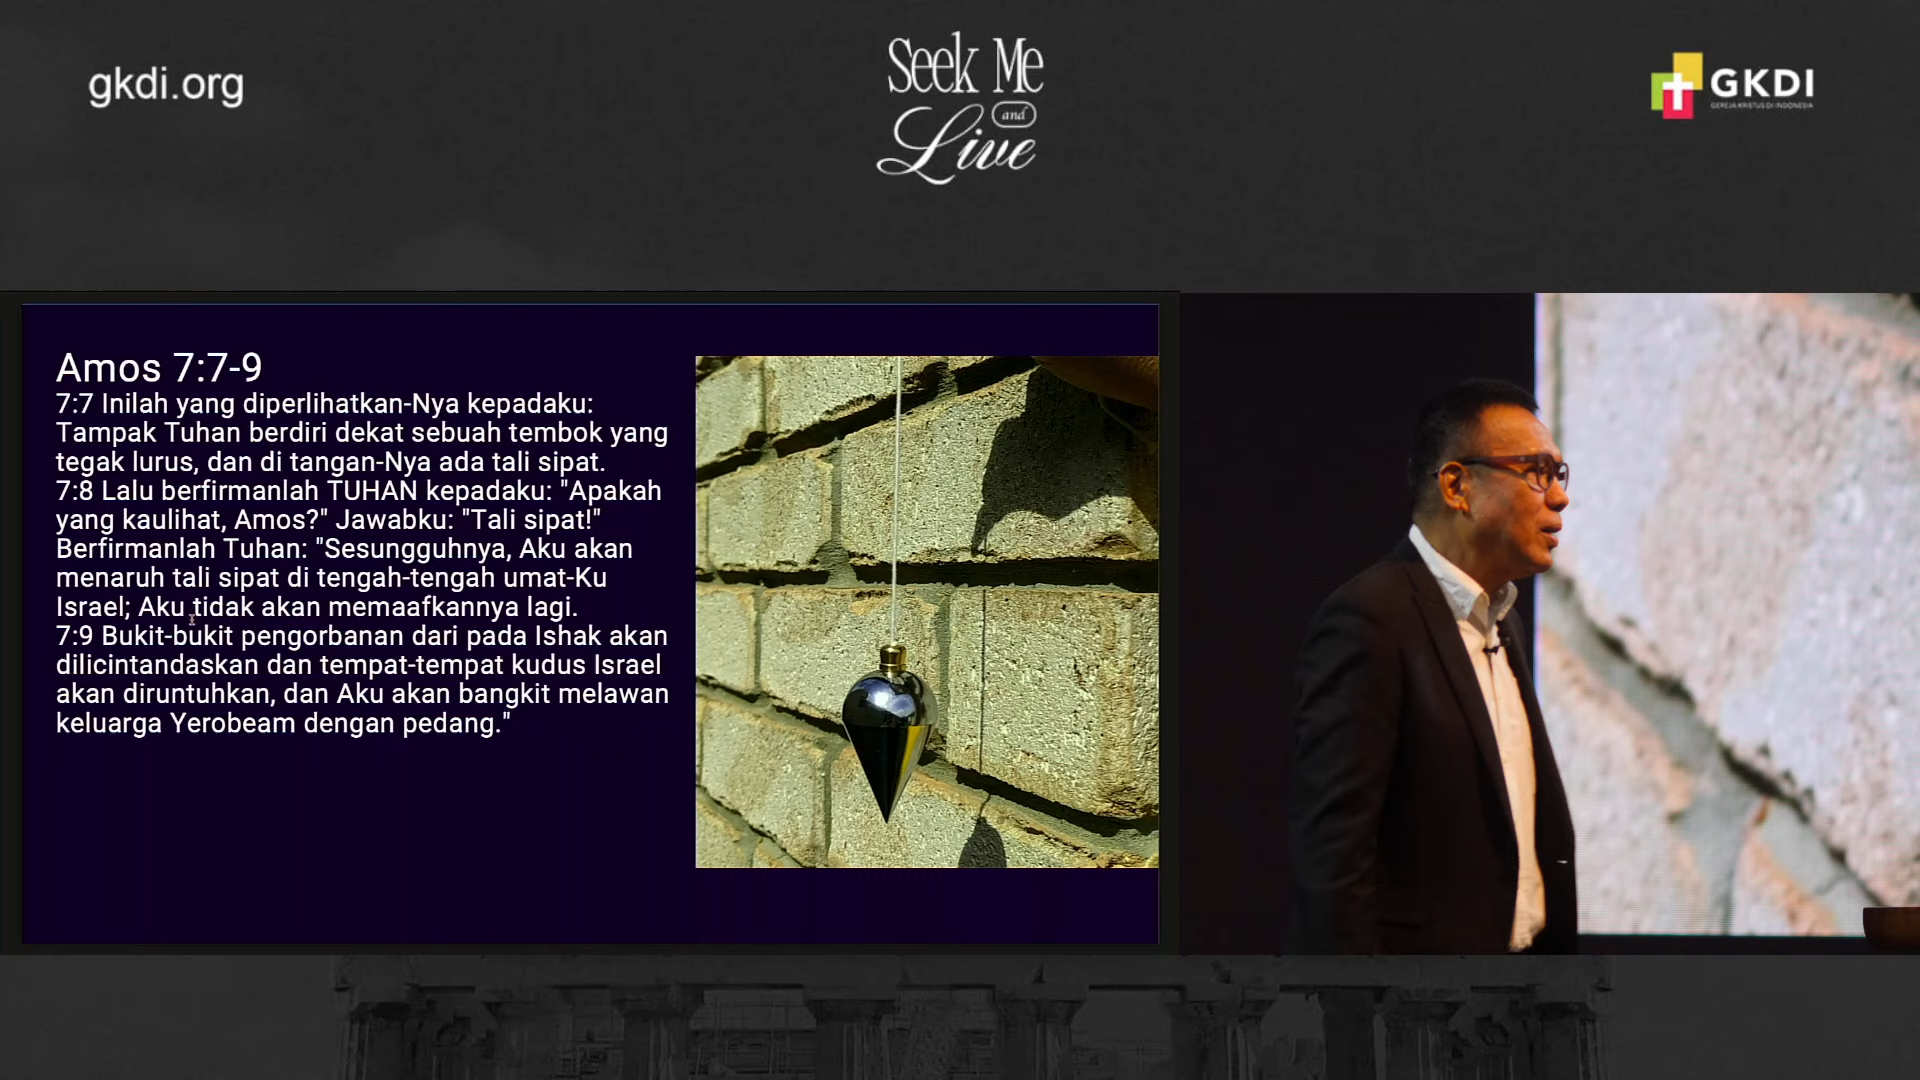 gkdi.org
Seek Me
and
Live
GKDI
GEREJA KRISTUS DI INDONESIA
Amos 7:7-9
7:7 Inilah yang diperlihatkan-Nya kepadaku:
Tampak Tuhan berdiri dekat sebuah tembok yang
tegak lurus, dan di tangan-Nya ada tali sipat.
7:8 Lalu berfirmanlah TUHAN kepadaku: "Apakah
yang kaulihat, Amos?" Jawabku: "Tali sipat!"
Berfirmanlah Tuhan: "Sesungguhnya, Aku akan
menaruh tali sipat di tengah-tengah umat-Ku
Israel; Aku tidak akan memaafkannya lagi.
7:9 Bukit-bukit pengorbanan dari pada Ishak akan
dilicintandaskan dan tempat-tempat kudus Israel
akan diruntuhkan, dan Aku akan bangkit melawan
keluarga Yerobeam dengan pedang."